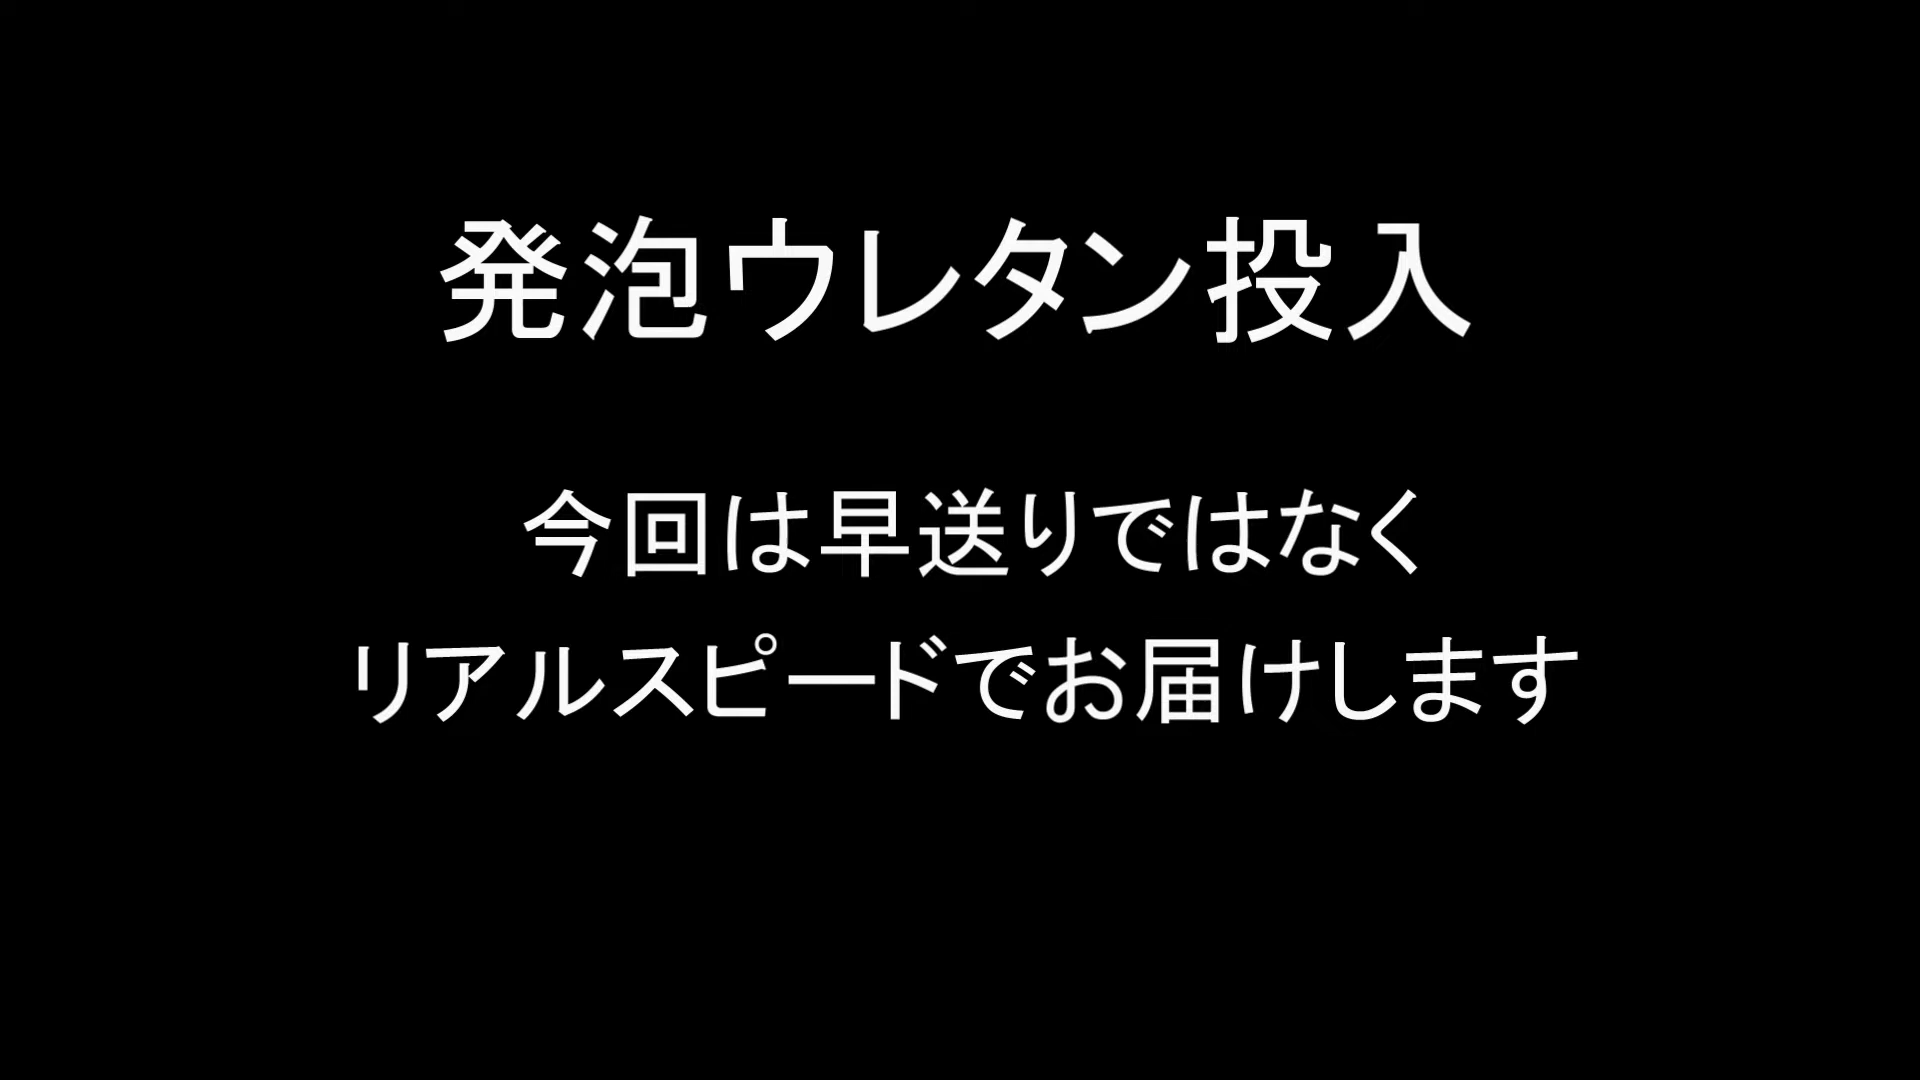 発泡ウレタン投入
今回は早送りではなく
リアルスピードでお届けします